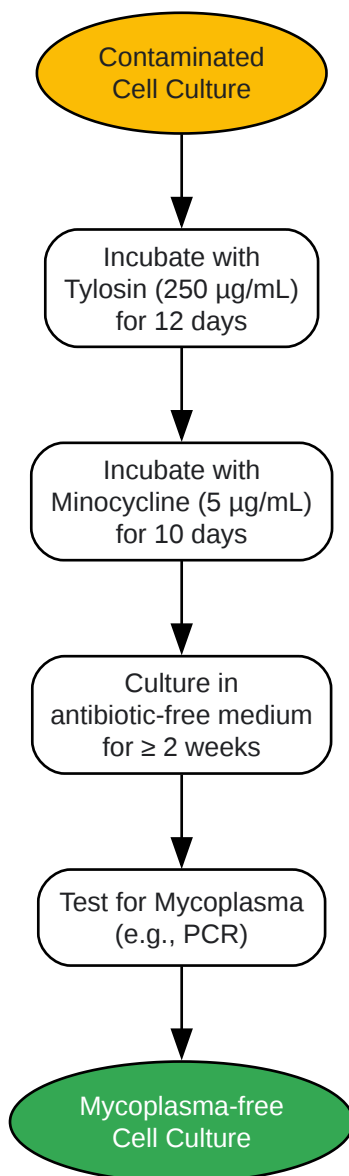 Contaminated
Cell Culture
Incubate with
Tylosin (250 µg/mL)
for 12 days
Incubate with
Minocycline (5 µg/mL)
for 10 days
Culture in
antibiotic-free medium
for ≥ 2 weeks
Test for Mycoplasma
(e.g., PCR)
Mycoplasma-free
Cell Culture